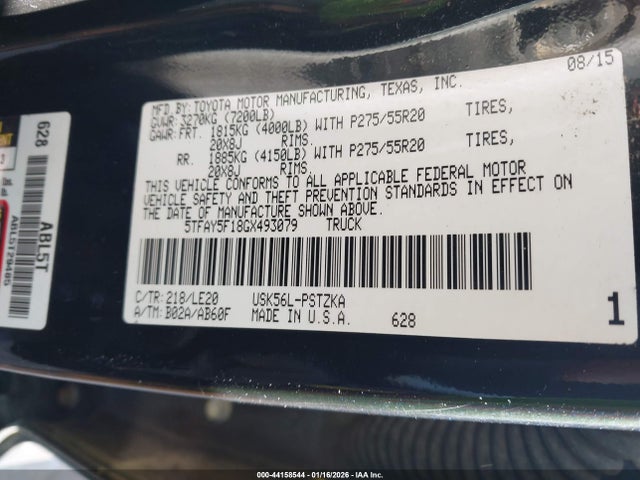 08/15
MFD.BY:TOYOTA MOTOR MANUFACTURING, TEXAS, INC.
GVWR:3270KG (7200LB)
GAWR:FRT. 1815KG (4000LB) WITH P275/55R20 TIRES,
20X8J RIMS.
RR. 1885KG (4150LB) WITH P275/55R20 TIRES,
20X8J RIMS.
THIS VEHICLE CONFORMS TO ALL APPLICABLE FEDERAL MOTOR
VEHICLE SAFETY AND THEFT PREVENTION STANDARDS IN EFFECT ON
THE DATE OF MANUFACTURE SHOWN ABOVE.
5TFAY5F18GX493079 TRUCK
C/TR:218/LE20 USK56L-PSTZKA
A/TM:B02A/AB60F MADE IN U.S.A. 628
1
628
ABL5T
ABL5T29485
3
000-44158544 | 01/16/2026 - IAA Inc.